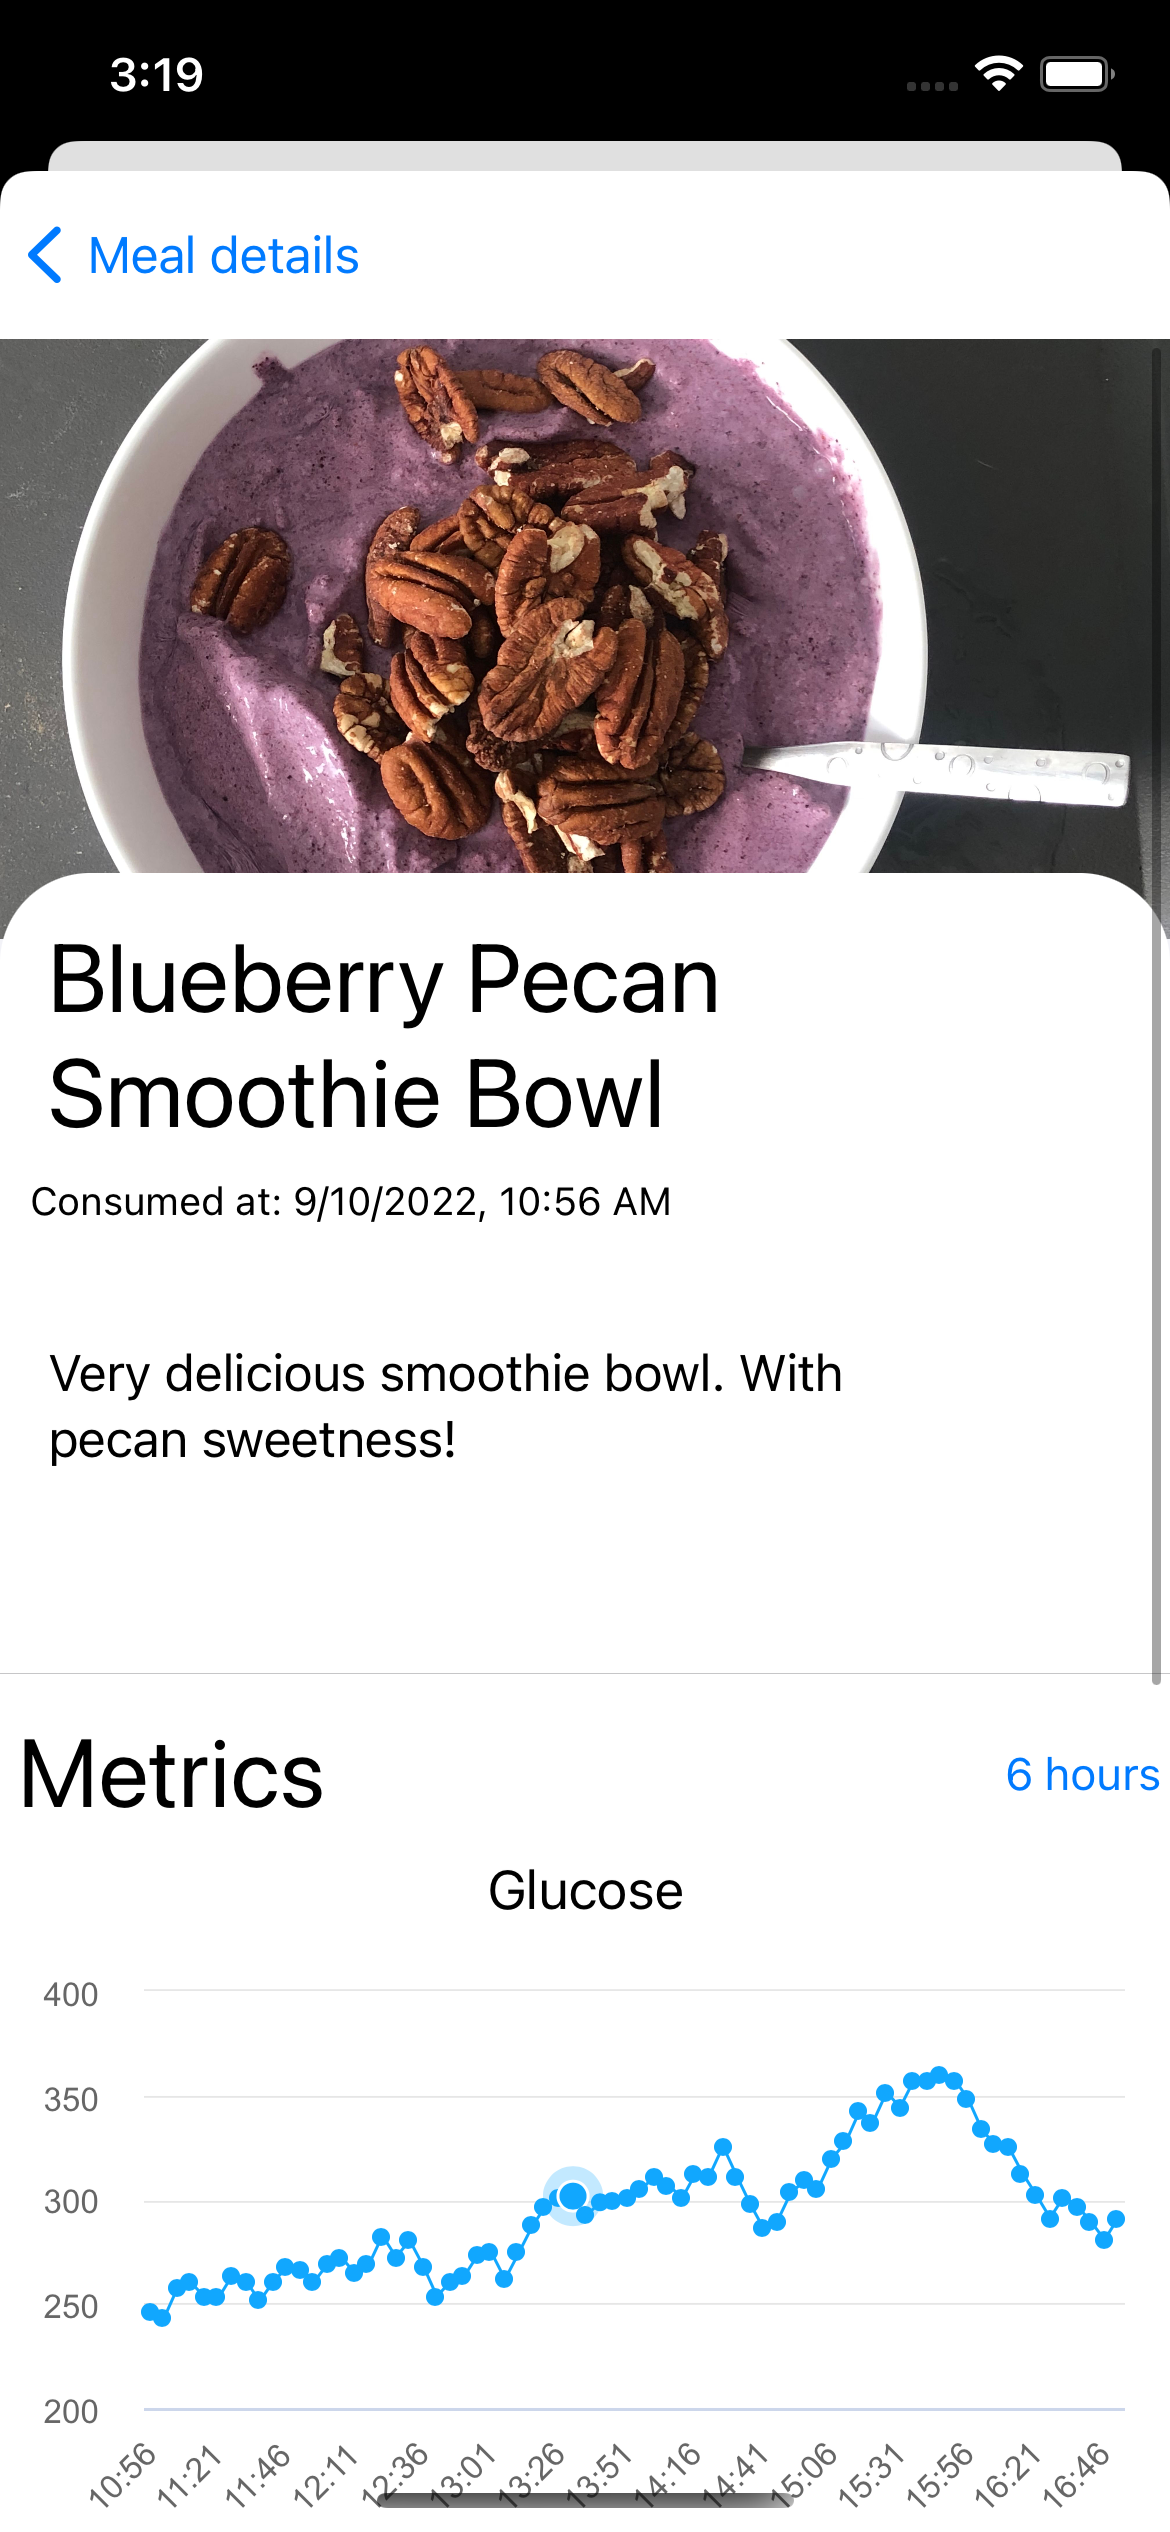 3:19
Meal details
Blueberry Pecan
Smoothie Bowl
Consumed at: 9/10/2022, 10:56 AM
Very delicious smoothie bowl. With
pecan sweetness!
Metrics
6 hours
Glucose
400
350
300
250
200
10:56 11:21 11:46 12:11 12:36 13:01 13:26 13:51 14:16 14:41 15:06 15:31 15:56 16:21 16:46